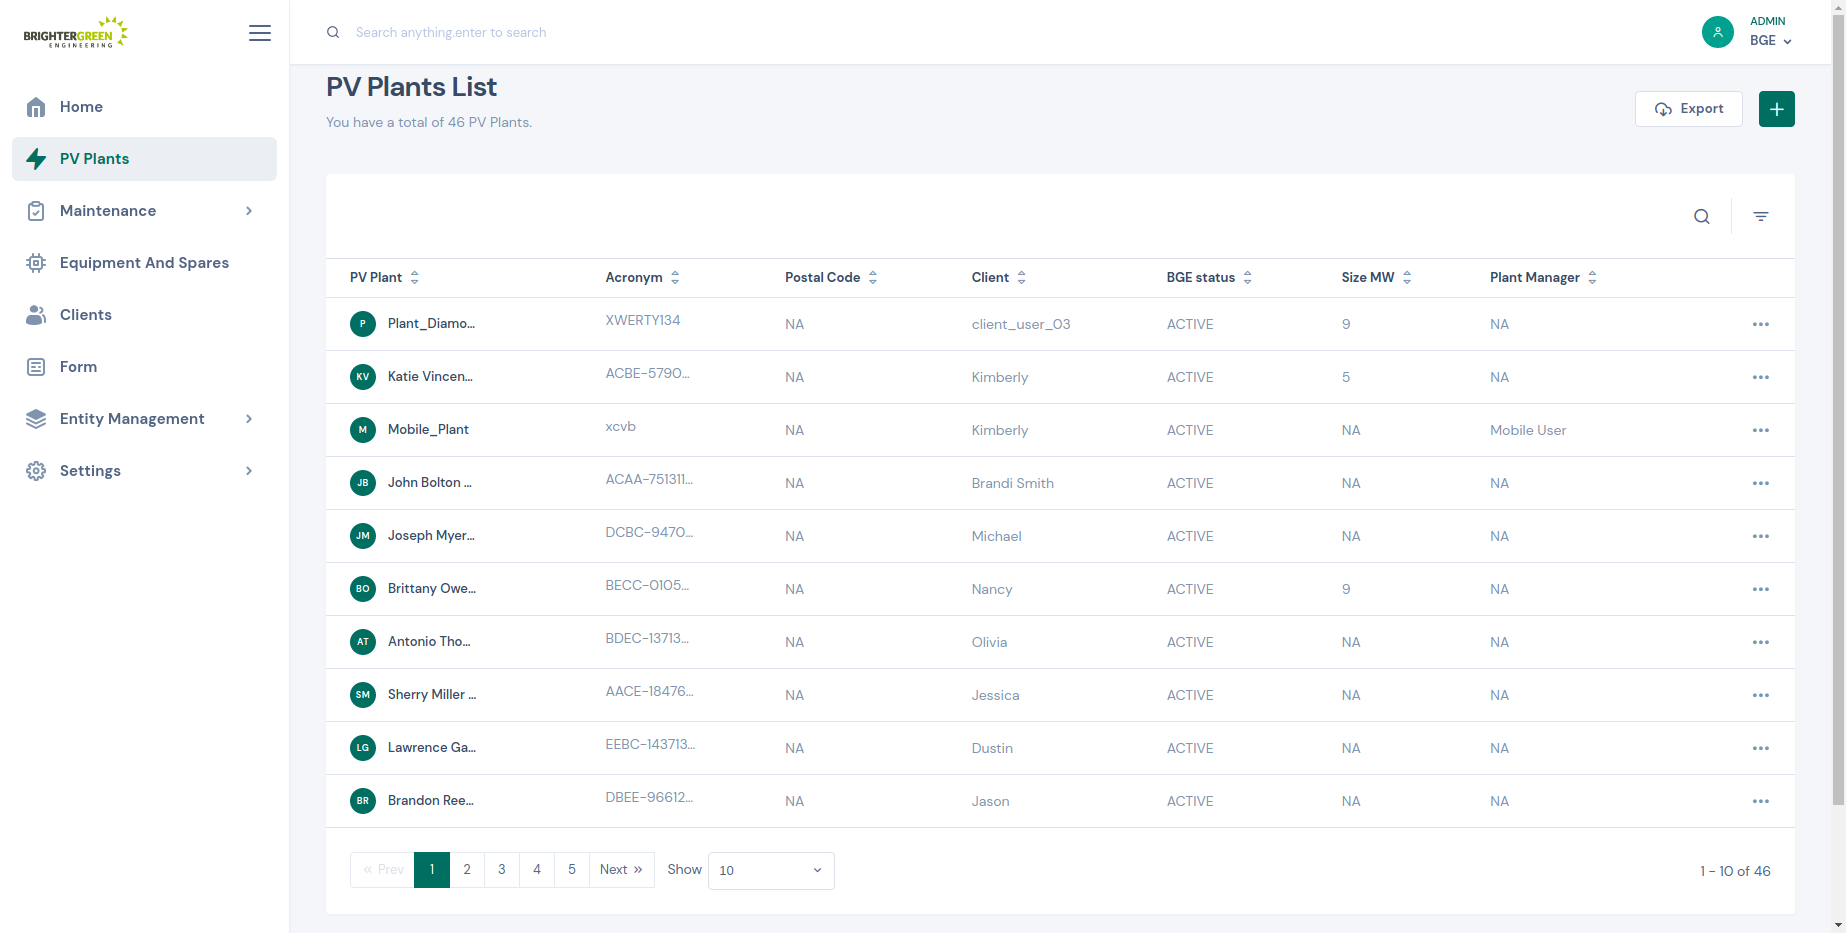 BRIGHTERGREEN
ENGINEERING
Search anything.enter to search
ADMIN
BGE
Home
PV Plants
Maintenance
Equipment And Spares
Clients
Form
Entity Management
Settings
PV Plants List
You have a total of 46 PV Plants.
Export
PV Plant Acronym Postal Code Client BGE status Size MW Plant Manager
P Plant_Diamo... XWERTY134 NA client_user_03 ACTIVE 9 NA
KV Katie Vincen... ACBE-5790... NA Kimberly ACTIVE 5 NA
M Mobile_Plant xcvb NA Kimberly ACTIVE NA Mobile User
JB John Bolton ... ACAA-751311... NA Brandi Smith ACTIVE NA NA
JM Joseph Myer... DCBC-9470... NA Michael ACTIVE NA NA
BO Brittany Owe... BECC-0105... NA Nancy ACTIVE 9 NA
AT Antonio Tho... BDEC-13713... NA Olivia ACTIVE NA NA
SM Sherry Miller ... AACE-18476... NA Jessica ACTIVE NA NA
LG Lawrence Ga... EEBC-143713... NA Dustin ACTIVE NA NA
BR Brandon Ree... DBEE-96612... NA Jason ACTIVE NA NA
« Prev 1 2 3 4 5 Next » Show 10 1 - 10 of 46